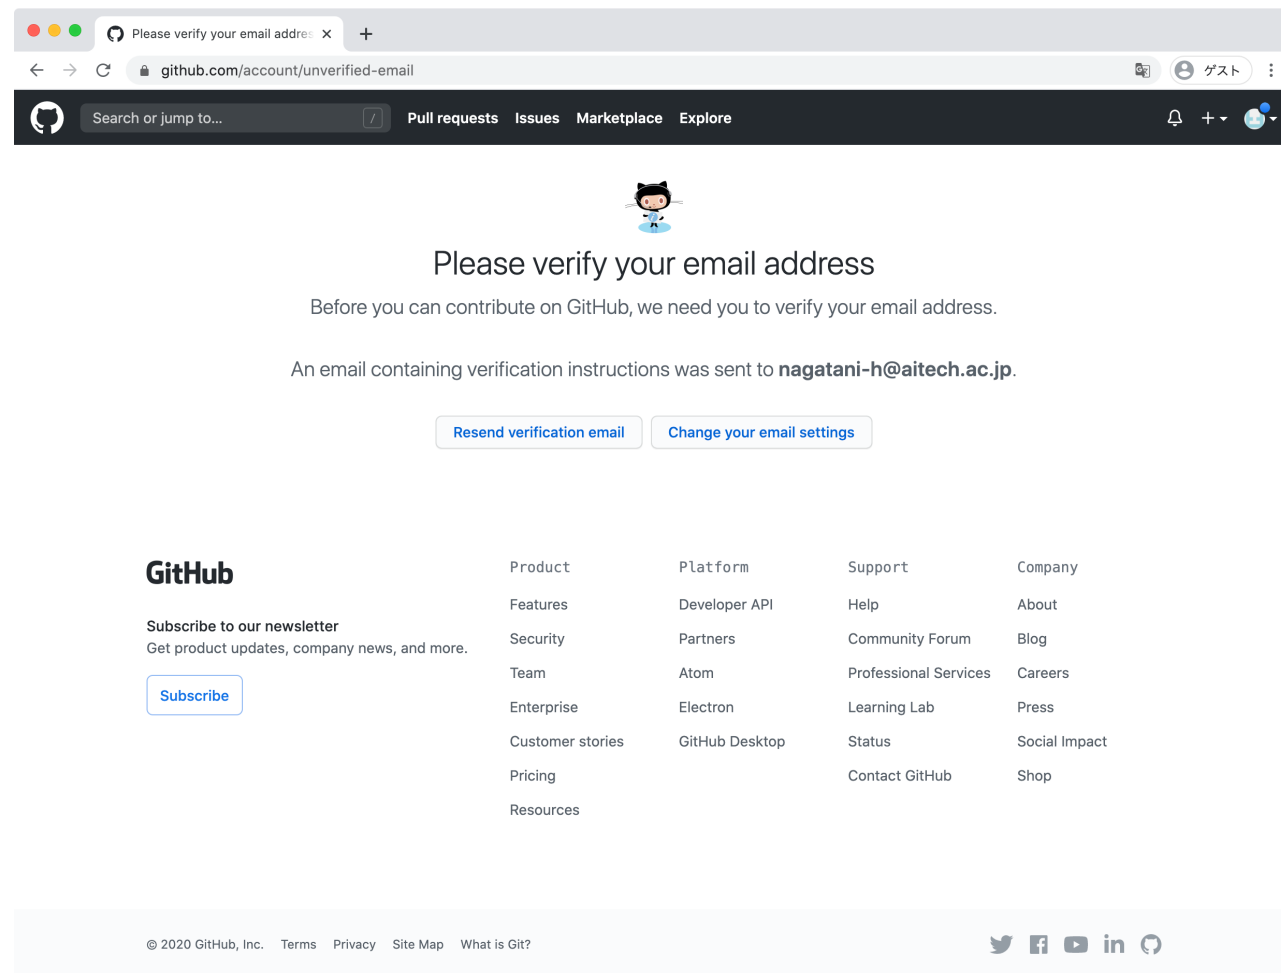 Please verify your email addres
github.com/account/unverified-email
ゲスト
Search or jump to...
/
Pull requests
Issues
Marketplace
Explore
Please verify your email address
Before you can contribute on GitHub, we need you to verify your email address.
An email containing verification instructions was sent to nagatani-h@aitech.ac.jp.
Resend verification email
Change your email settings
GitHub
Subscribe to our newsletter
Get product updates, company news, and more.
Subscribe
Product
Features
Security
Team
Enterprise
Customer stories
Pricing
Resources
Platform
Developer API
Partners
Atom
Electron
GitHub Desktop
Support
Help
Community Forum
Professional Services
Learning Lab
Status
Contact GitHub
Company
About
Blog
Careers
Press
Social Impact
Shop
© 2020 GitHub, Inc.
Terms
Privacy
Site Map
What is Git?